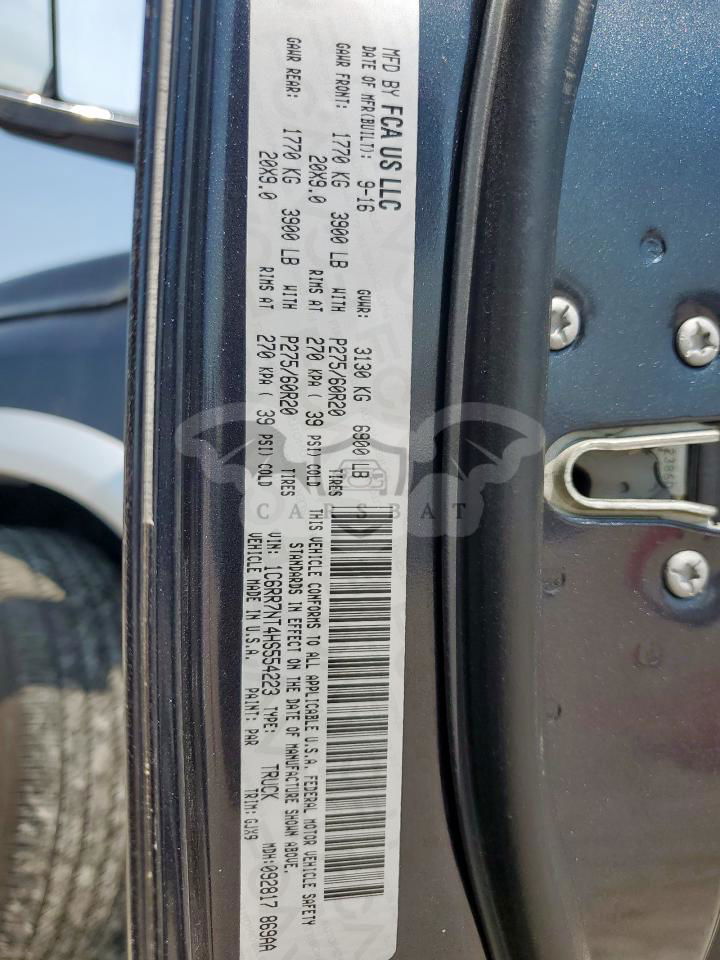 MFD BY FCA US LLC
DATE OF MFR(BUILT): 9-16 GVWR: 3130 KG 6900 LB
GAWR FRONT: 1770 KG 3900 LB WITH P275/60R20 TIRES
20X9.0 RIMS AT 270 KPA ( 39 PSI) COLD
GAWR REAR: 1770 KG 3900 LB WITH P275/60R20 TIRES
20X9.0 RIMS AT 270 KPA ( 39 PSI) COLD
THIS VEHICLE CONFORMS TO ALL APPLICABLE U.S.A. FEDERAL MOTOR VEHICLE SAFETY
STANDARDS IN EFFECT ON THE DATE OF MANUFACTURE SHOWN ABOVE.
VIN: 1C6RR7NT4HS554223 TYPE: TRUCK MDH:092817 869AA
VEHICLE MADE IN U.S.A. PAINT: PAR TRIM: GJX9
CARSBAT